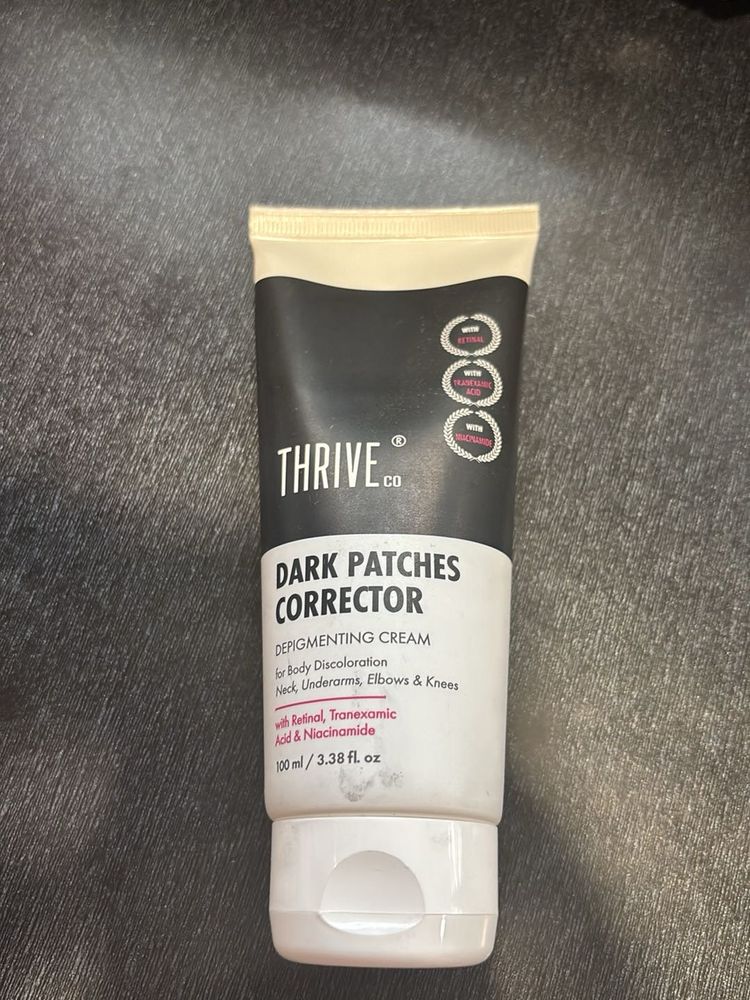 WITH
RETINAL
WITH
TRANEXAMIC
ACID
WITH
NIACINAMIDE
THRIVE®
CO
DARK PATCHES
CORRECTOR
DEPIGMENTING CREAM
for Body Discoloration
Neck, Underarms, Elbows & Knees
with Retinal, Tranexamic
Acid & Niacinamide
100 ml / 3.38 fl. oz